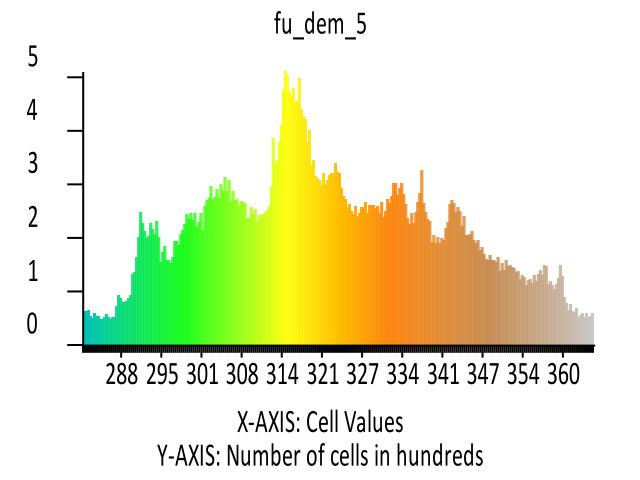 fu_dem_5
5
4
3
2
1
0
288 295 301 308 314 321 327 334 341 347 354 360
X-AXIS: Cell Values
Y-AXIS: Number of cells in hundreds